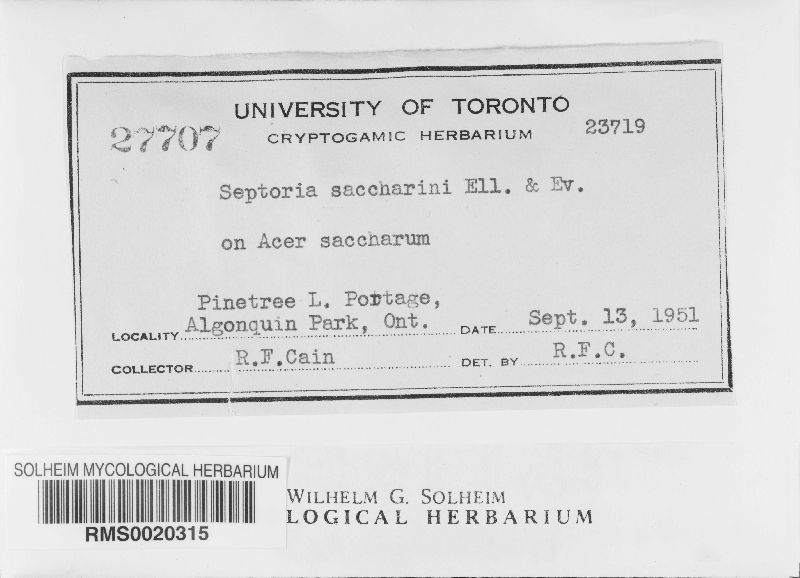 UNIVERSITY OF TORONTO
27707 CRYPTOGAMIC HERBARIUM 23719
Septoria saccharini Ell. & Ev.
on Acer saccharum
Pinetree L. Portage,
LOCALITY Algonquin Park, Ont. DATE Sept. 13, 1951
COLLECTOR R.F.Cain DET. BY R.F.C.
SOLHEIM MYCOLOGICAL HERBARIUM
RMS0020315
WILHELM G. SOLHEIM
LOGICAL HERBARIUM